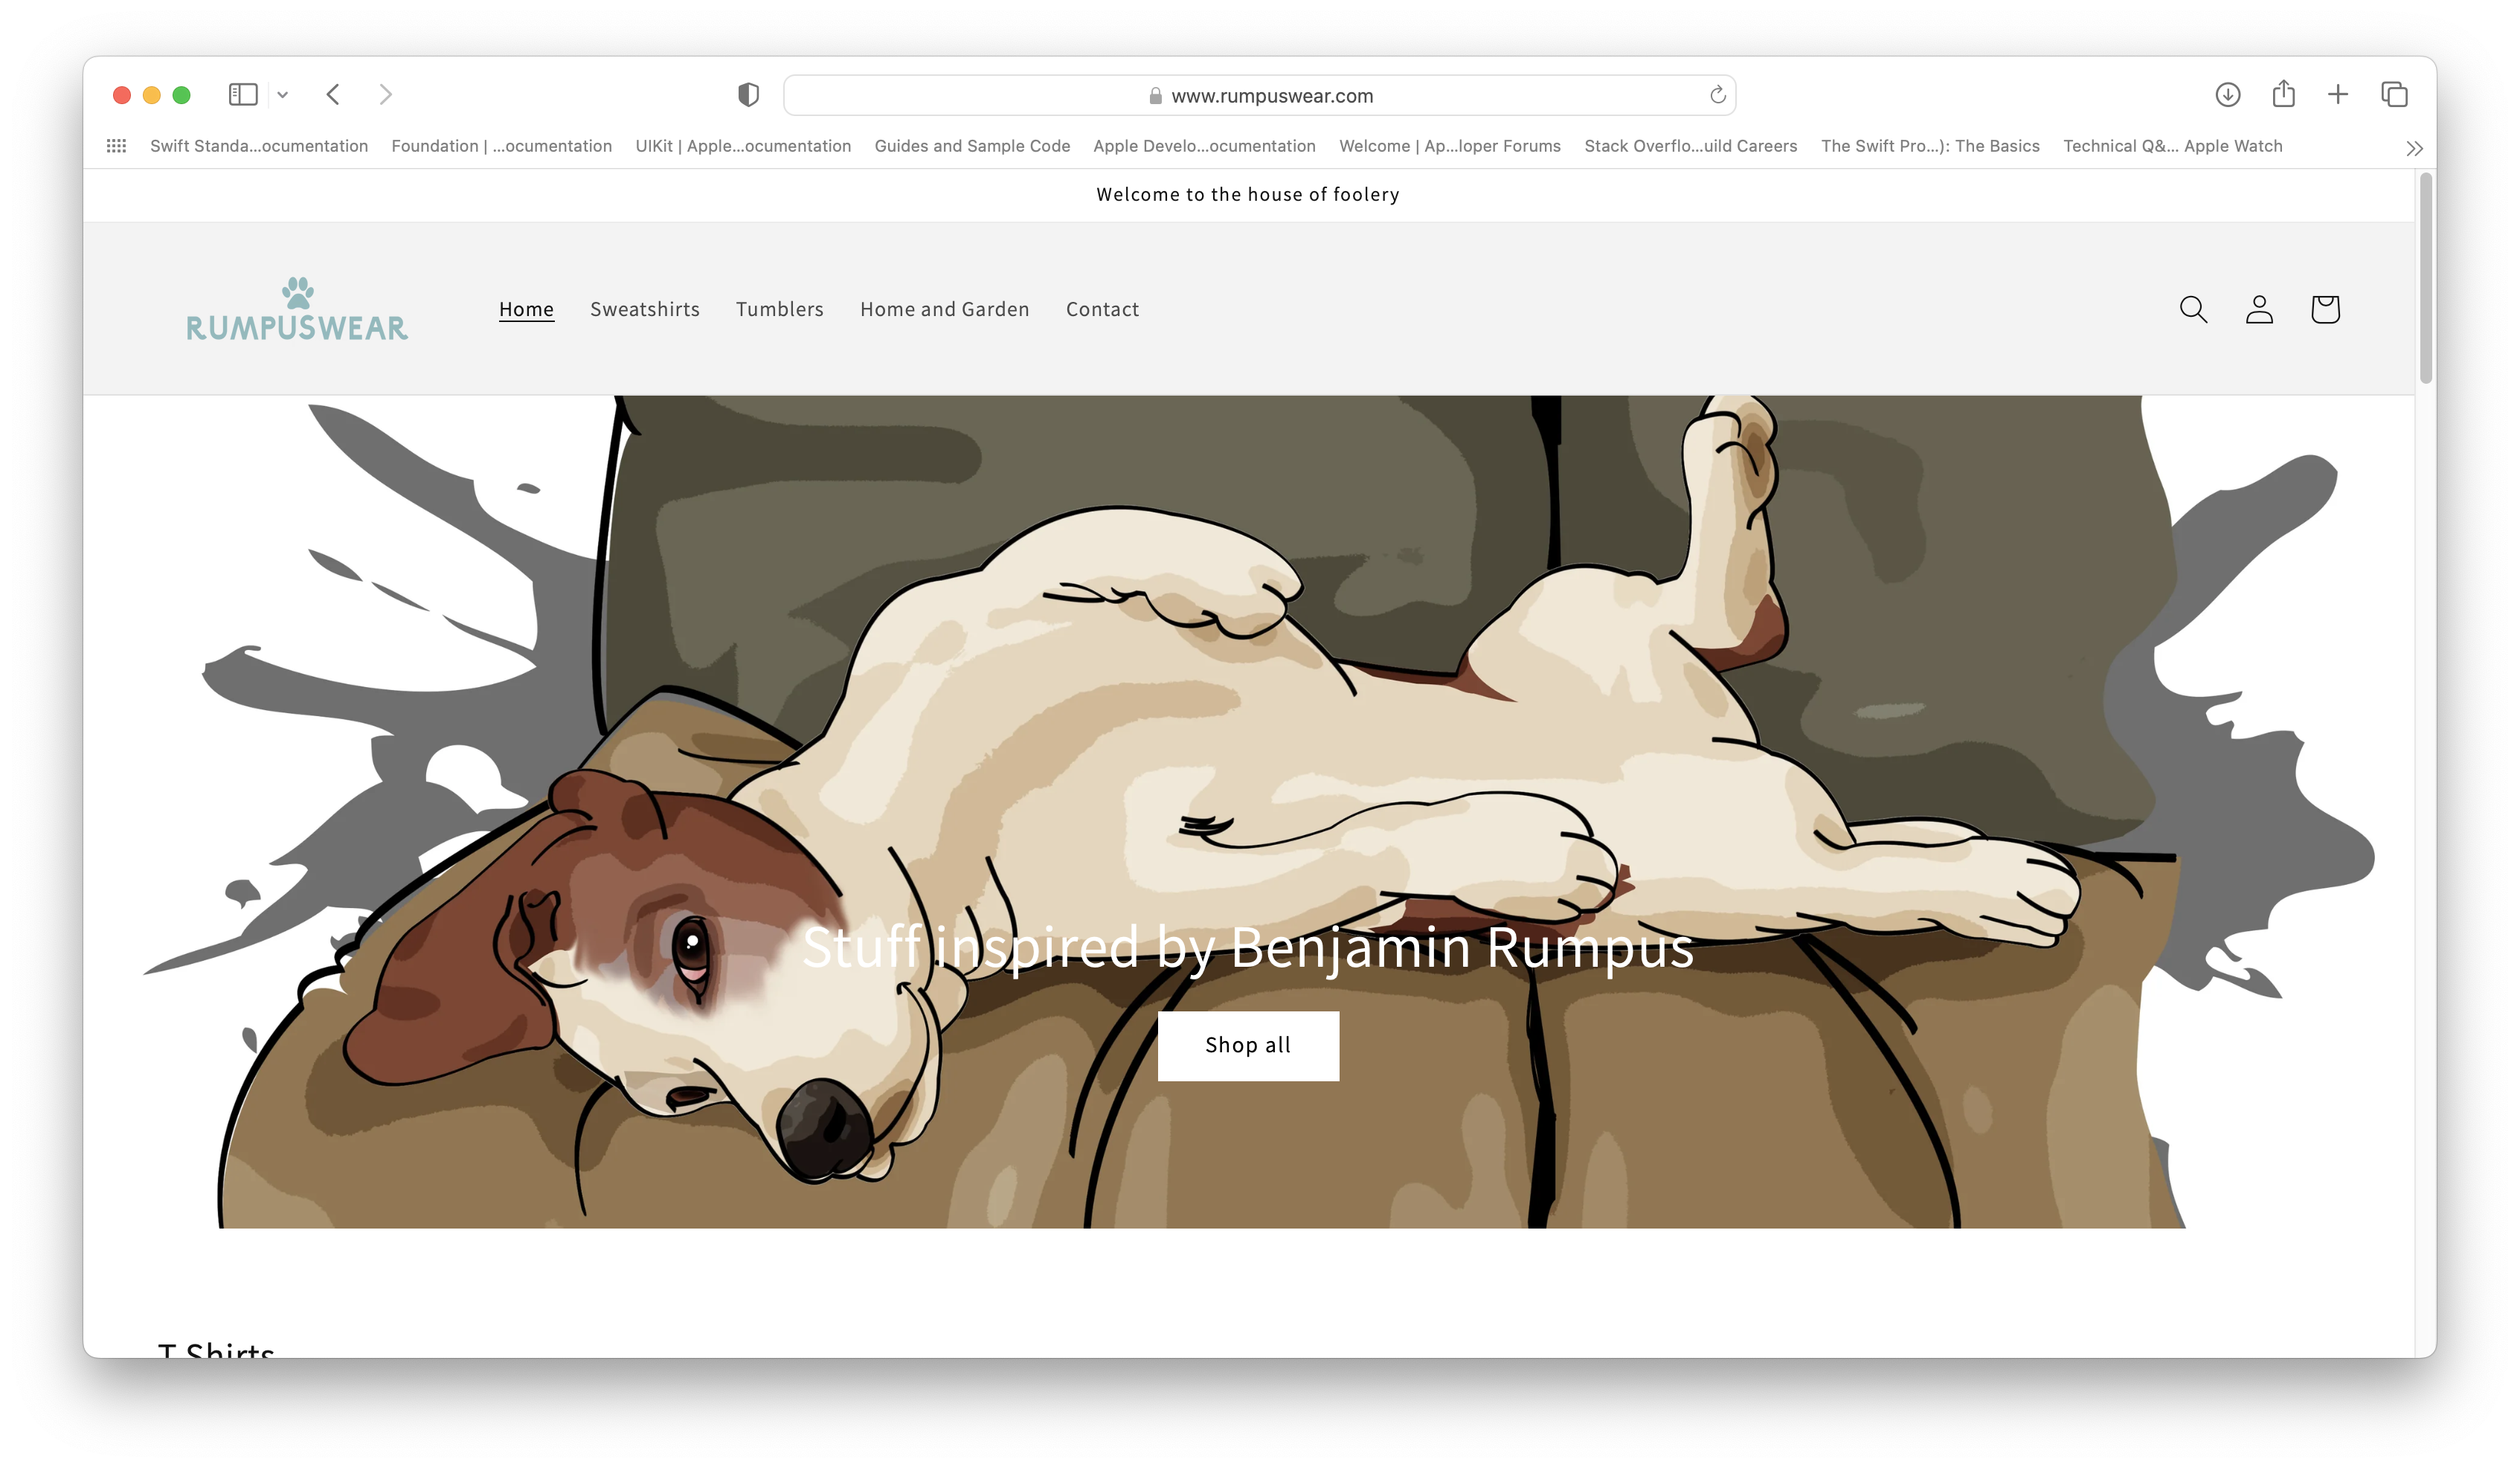 www.rumpuswear.com
Swift Standa...ocumentation Foundation | ...ocumentation UIKit | Apple...ocumentation Guides and Sample Code Apple Develo...ocumentation Welcome | Ap...loper Forums Stack Overflo...uild Careers The Swift Pro...): The Basics Technical Q&... Apple Watch
Welcome to the house of foolery
RUMPUSWEAR
Home Sweatshirts Tumblers Home and Garden Contact
Stuff inspired by Benjamin Rumpus
Shop all
T Shirts